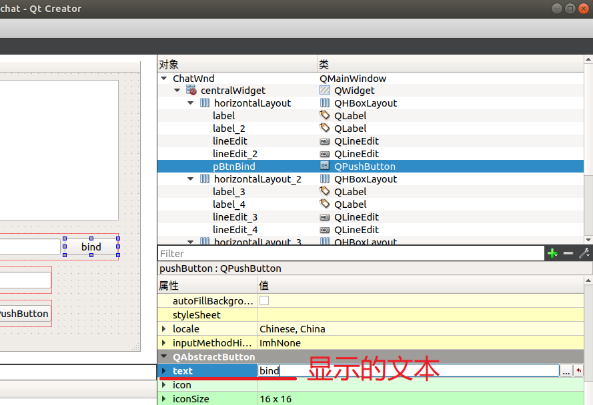 chat - Qt Creator
对象 类
ChatWnd QMainWindow
centralWidget QWidget
horizontalLayout QHBoxLayout
label QLabel
label_2 QLabel
lineEdit QLineEdit
lineEdit_2 QLineEdit
pBtnBind QPushButton
horizontalLayout_2 QHBoxLayout
label_3 QLabel
label_4 QLabel
lineEdit_3 QLineEdit
lineEdit_4 QLineEdit
horizontalLayout_3 QHBoxLayout
bind
PushButton
Filter
pushButton : QPushButton
属性 值
autoFillBackgro...
styleSheet
locale Chinese, China
inputMethodHi... ImhNone
QAbstractButton
text bind ...
显示的文本
icon
iconSize 16 x 16